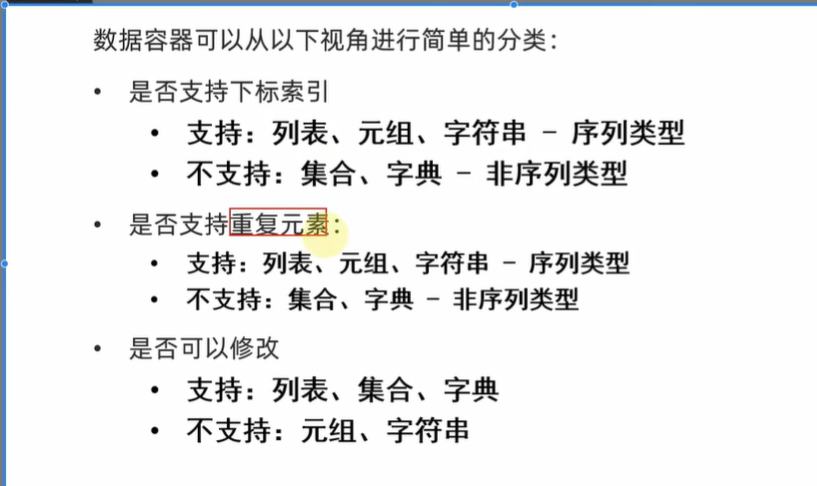 数据容器可以从以下视角进行简单的分类：
• 是否支持下标索引
• 支持：列表、元组、字符串 - 序列类型
• 不支持：集合、字典 - 非序列类型
• 是否支持重复元素：
• 支持：列表、元组、字符串 - 序列类型
• 不支持：集合、字典 - 非序列类型
• 是否可以修改
• 支持：列表、集合、字典
• 不支持：元组、字符串